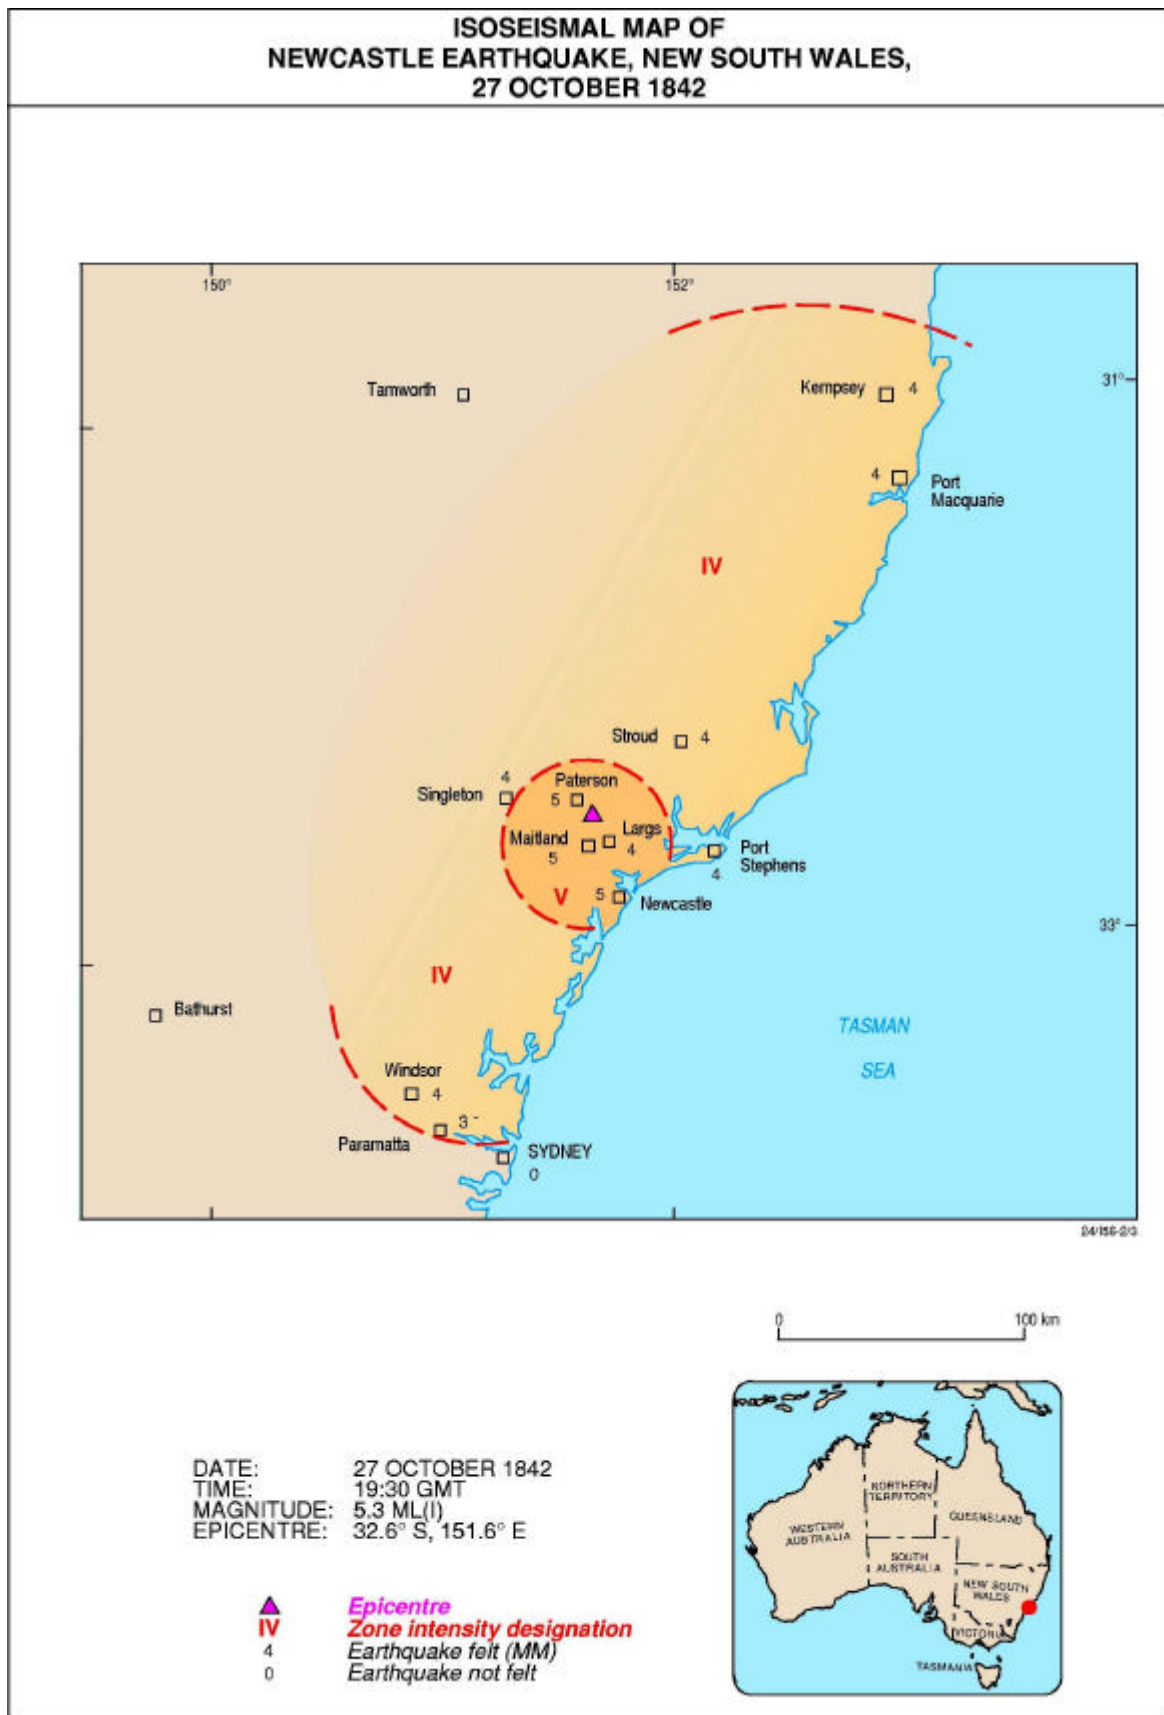 ISOSEISMAL MAP OF
NEWCASTLE EARTHQUAKE, NEW SOUTH WALES,
27 OCTOBER 1842
150°
152°
31°
Tamworth
Kempsey 4
4
Port
Macquarie
IV
Stroud 4
4
Singleton
Paterson
5
Largs
4
Maitland
5
Port
Stephens
4
V
5 Newcastle
33°
IV
Bathurst
TASMAN
SEA
Windsor
4
3 -
Paramatta
SYDNEY
0
24/156-2/3
0 100 km
DATE: 27 OCTOBER 1842
TIME: 19:30 GMT
MAGNITUDE: 5.3 ML(I)
EPICENTRE: 32.6° S, 151.6° E
Epicentre
IV Zone intensity designation
4 Earthquake felt (MM)
0 Earthquake not felt
NORTHERN
TERRITORY
QUEENSLAND
WESTERN
AUSTRALIA
SOUTH
AUSTRALIA
NEW SOUTH
WALES
VICTORIA
TASMANIA